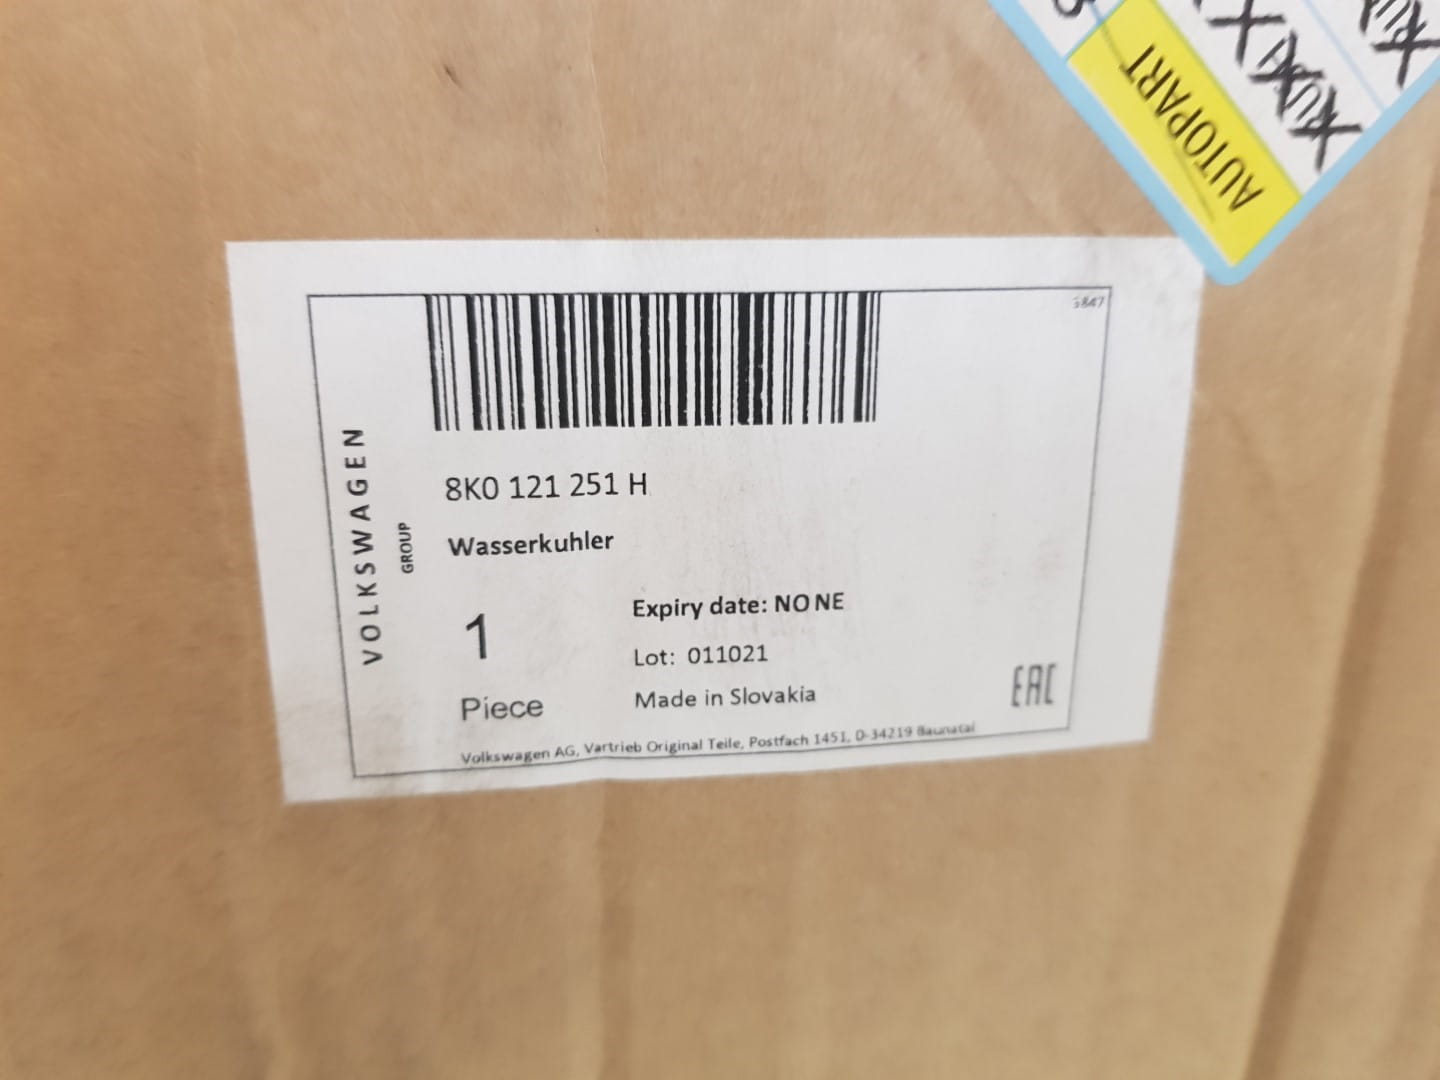 AUTOPART
VOLKSWAGEN
GROUP
8K0 121 251 H
Wasserkuhler
1
Piece
Expiry date: NONE
Lot: 011021
Made in Slovakia
EAC
Volkswagen AG, Vartrieb Original Teile, Postfach 1451, D-34219 Baunatal